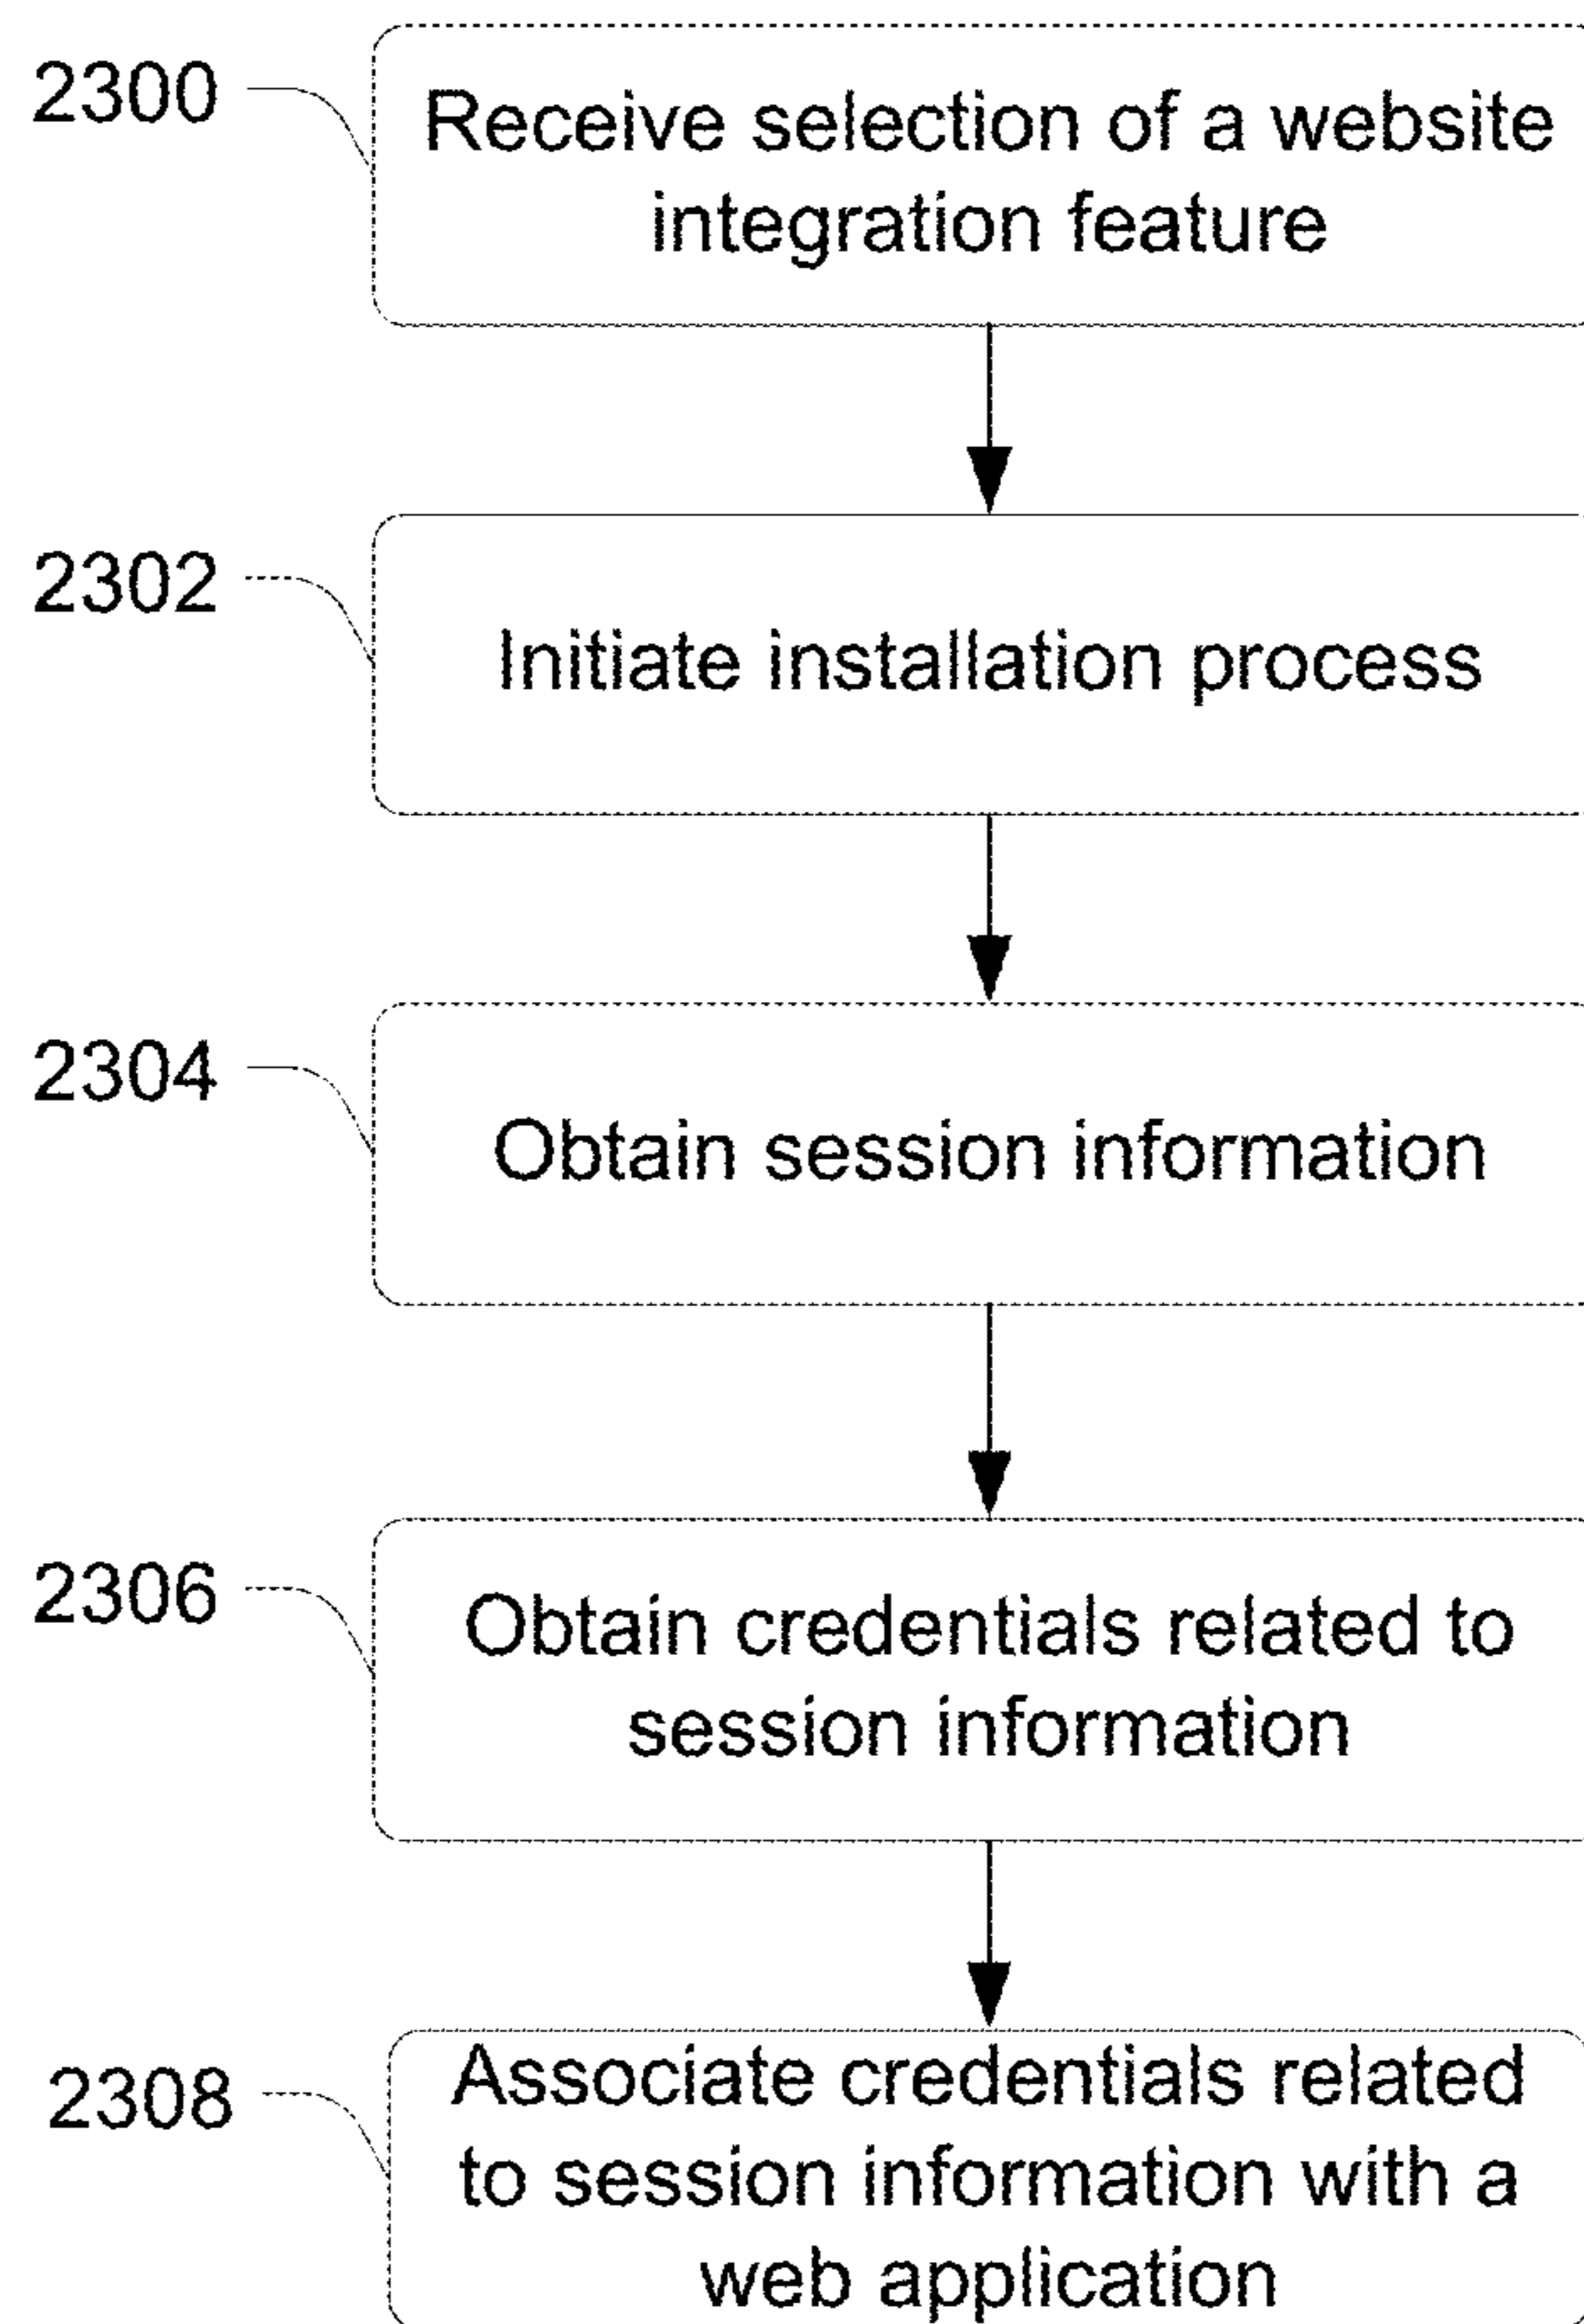 2300
Receive selection of a website
integration feature
2302
Initiate installation process
2304
Obtain session information
2306
Obtain credentials related to
session information
2308
Associate credentials related
to session information with a
web application